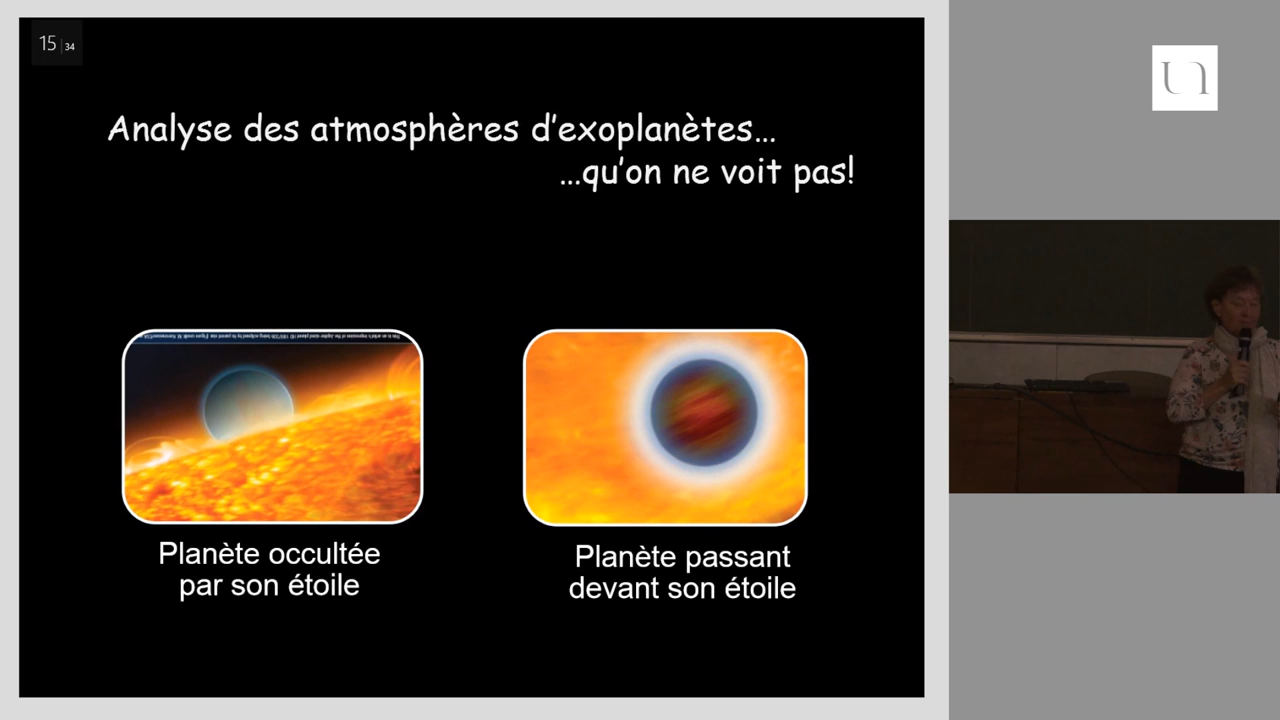 15 | 34
Analyse des atmosphères d'exoplanètes...
...qu'on ne voit pas!
Planète occultée
par son étoile
Planète passant
devant son étoile